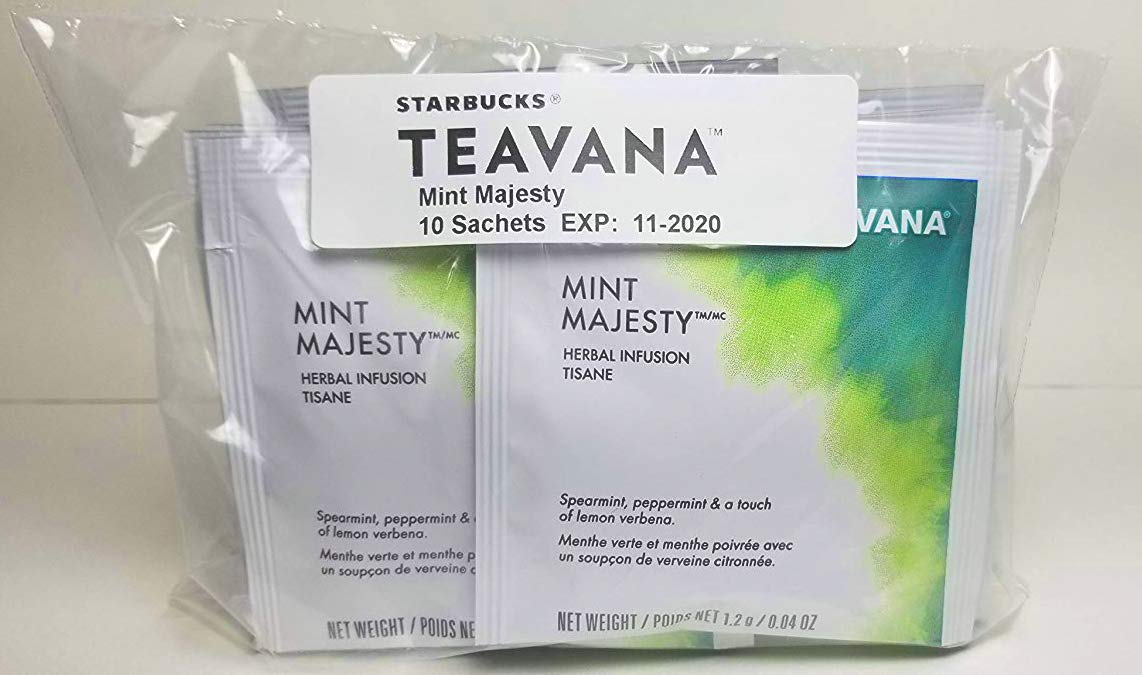 STARBUCKS®
TEAVANA™
Mint Majesty
10 Sachets EXP: 11-2020
VANA®
MINT
MAJESTY™/MC
HERBAL INFUSION
TISANE
Spearmint, peppermint &
of lemon verbena.
Menthe verte et menthe p
un soupçon de verveine c
NET WEIGHT / POIDS NE
MINT
MAJESTY™/MC
HERBAL INFUSION
TISANE
Spearmint, peppermint & a touch
of lemon verbena.
Menthe verte et menthe poivrée avec
un soupçon de verveine citronnée.
NET WEIGHT / POIDS NET 1.2 g / 0.04 OZ